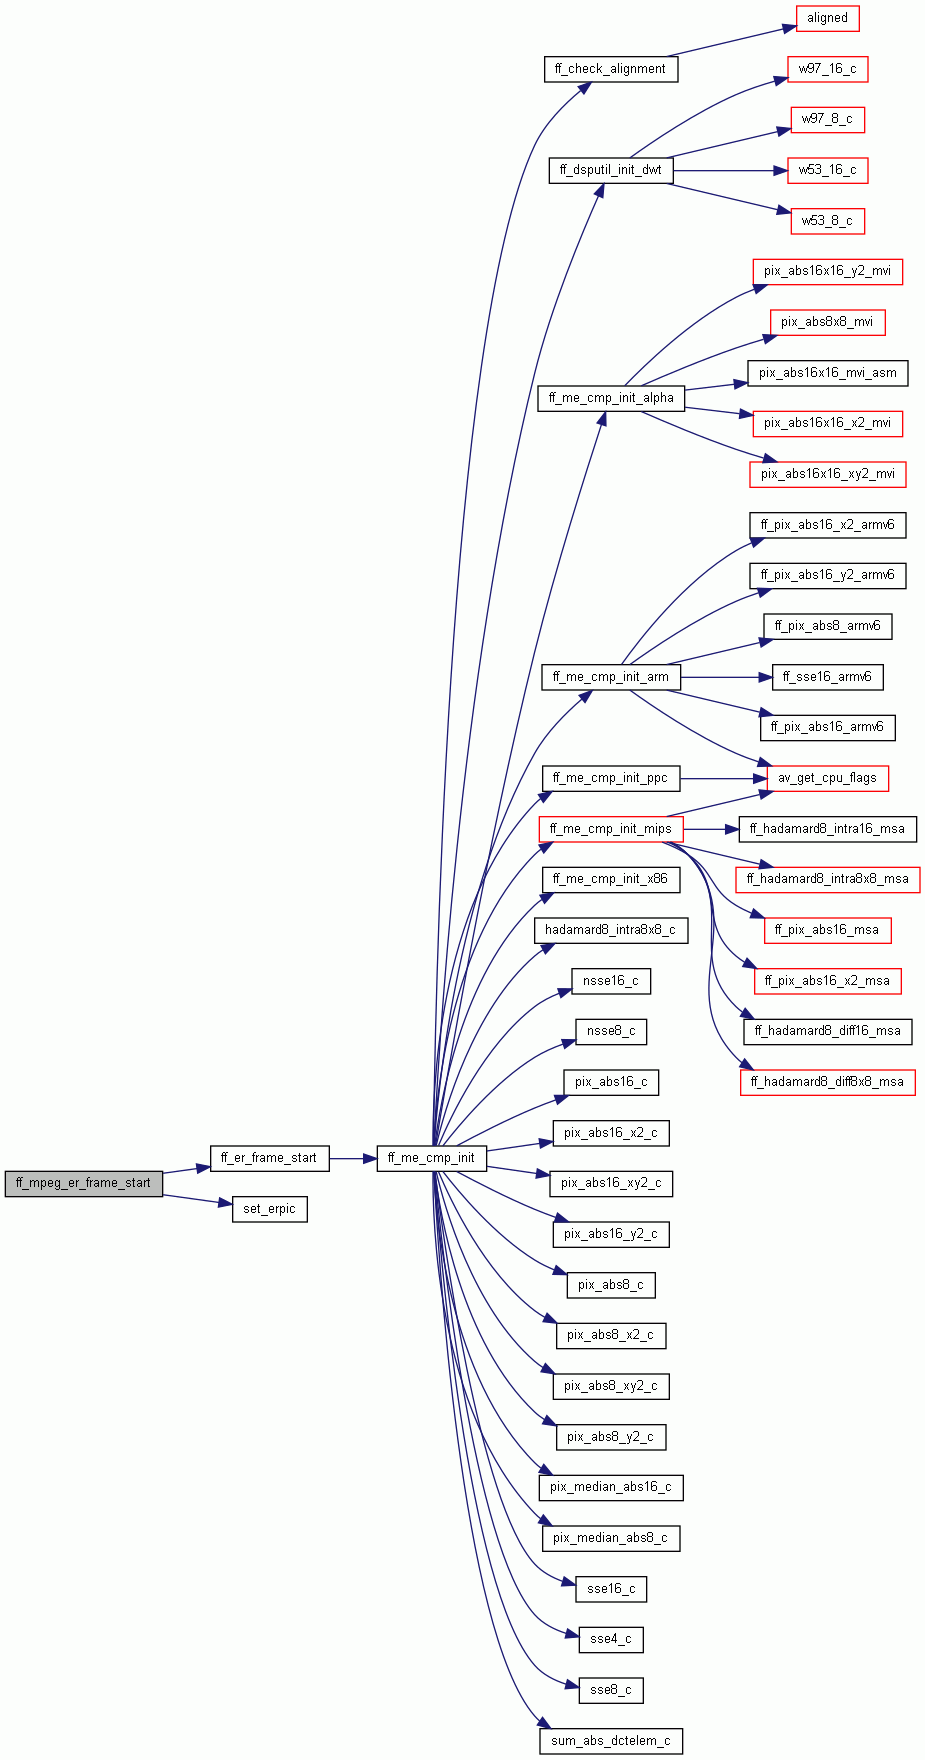 aligned
ff_check_alignment
w97_16_c
w97_8_c
ff_dsputil_init_dwt
w53_16_c
w53_8_c
pix_abs16x16_y2_mvi
pix_abs8x8_mvi
pix_abs16x16_mvi_asm
ff_me_cmp_init_alpha
pix_abs16x16_x2_mvi
pix_abs16x16_xy2_mvi
ff_pix_abs16_x2_armv6
ff_pix_abs16_y2_armv6
ff_pix_abs8_armv6
ff_me_cmp_init_arm
ff_sse16_armv6
ff_pix_abs16_armv6
ff_me_cmp_init_ppc
av_get_cpu_flags
ff_me_cmp_init_mips
ff_hadamard8_intra16_msa
ff_me_cmp_init_x86
ff_hadamard8_intra8x8_msa
hadamard8_intra8x8_c
ff_pix_abs16_msa
nsse16_c
ff_pix_abs16_x2_msa
nsse8_c
ff_hadamard8_diff16_msa
pix_abs16_c
ff_hadamard8_diff8x8_msa
pix_abs16_x2_c
ff_er_frame_start
ff_me_cmp_init
ff_mpeg_er_frame_start
pix_abs16_xy2_c
set_erpic
pix_abs16_y2_c
pix_abs8_c
pix_abs8_x2_c
pix_abs8_xy2_c
pix_abs8_y2_c
pix_median_abs16_c
pix_median_abs8_c
sse16_c
sse4_c
sse8_c
sum_abs_dctelem_c